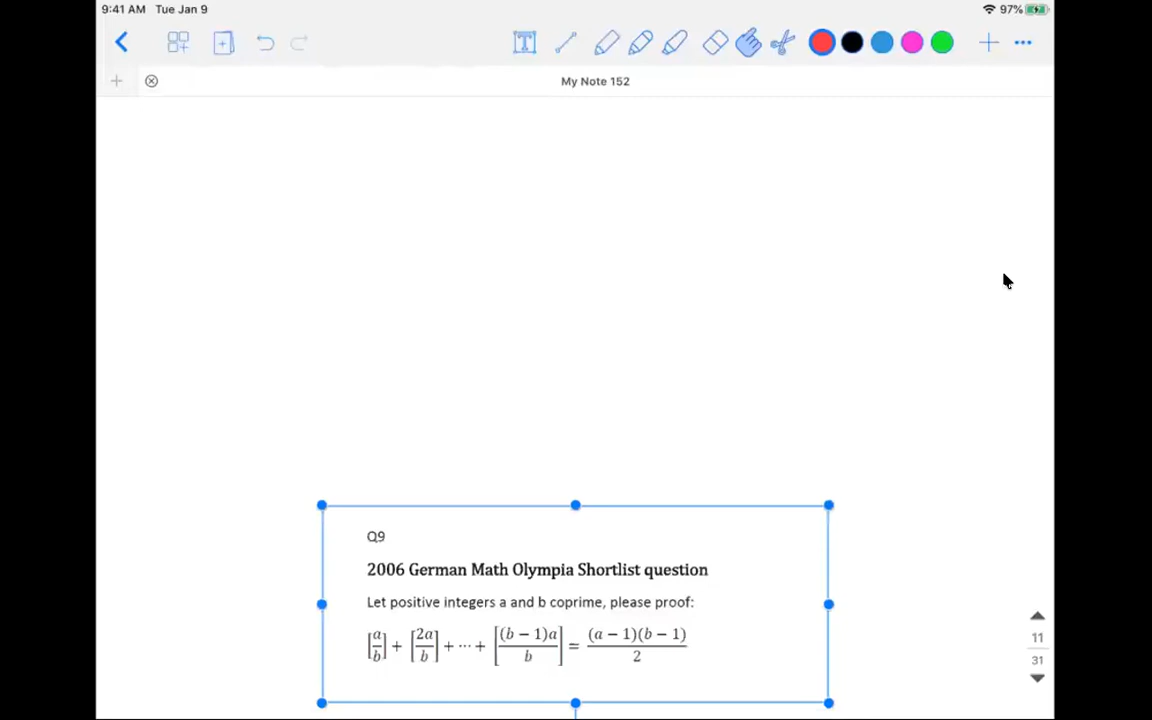 9:41 AM Tue Jan 9
97%
My Note 152
Q9
2006 German Math Olympia Shortlist question
Let positive integers a and b coprime, please proof:
[a/b] + [2a/b] + ⋯ + [(b − 1)a/b] = (a − 1)(b − 1)/2
11
31